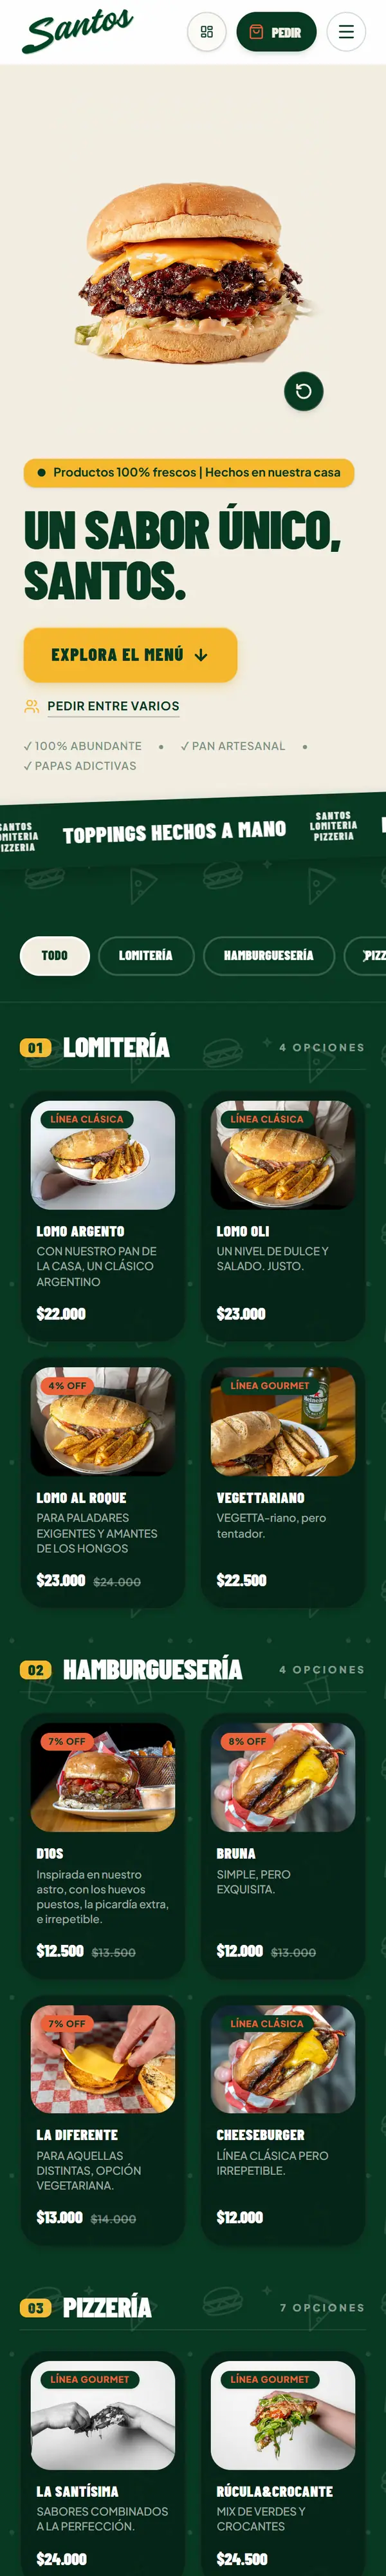 Santos
PEDIR
Productos 100% frescos | Hechos en nuestra casa
UN SABOR ÚNICO,
SANTOS.
EXPLORA EL MENÚ ↓
PEDIR ENTRE VARIOS
✓ 100% ABUNDANTE • ✓ PAN ARTESANAL •
✓ PAPAS ADICTIVAS
SANTOS
LOMITERIA
PIZZERIA
TOPPINGS HECHOS A MANO
SANTOS
LOMITERIA
PIZZERIA
TODO
LOMITERÍA
HAMBURGUESERÍA
PIZZ
01 LOMITERÍA
4 OPCIONES
LÍNEA CLÁSICA
LOMO ARGENTO
CON NUESTRO PAN DE
LA CASA, UN CLÁSICO
ARGENTINO
$22.000
LÍNEA CLÁSICA
LOMO OLI
UN NIVEL DE DULCE Y
SALADO. JUSTO.
$23.000
4% OFF
LOMO AL ROQUE
PARA PALADARES
EXIGENTES Y AMANTES
DE LOS HONGOS
$23.000 $24.000
LÍNEA GOURMET
VEGETTARIANO
VEGETTA-riano, pero
tentador.
$22.500
02 HAMBURGUESERÍA
4 OPCIONES
7% OFF
D10S
Inspirada en nuestro
astro, con los huevos
puestos, la picardía extra,
e irrepetible.
$12.500 $13.500
8% OFF
BRUNA
SIMPLE, PERO
EXQUISITA.
$12.000 $13.000
7% OFF
LA DIFERENTE
PARA AQUELLAS
DISTINTAS, OPCIÓN
VEGETARIANA.
$13.000 $14.000
LÍNEA CLÁSICA
CHEESEBURGER
LÍNEA CLÁSICA PERO
IRREPETIBLE.
$12.000
03 PIZZERÍA
7 OPCIONES
LÍNEA GOURMET
LA SANTÍSIMA
SABORES COMBINADOS
A LA PERFECCIÓN.
$24.000
LÍNEA GOURMET
RÚCULA&CROCANTE
MIX DE VERDES Y
CROCANTES
$24.500